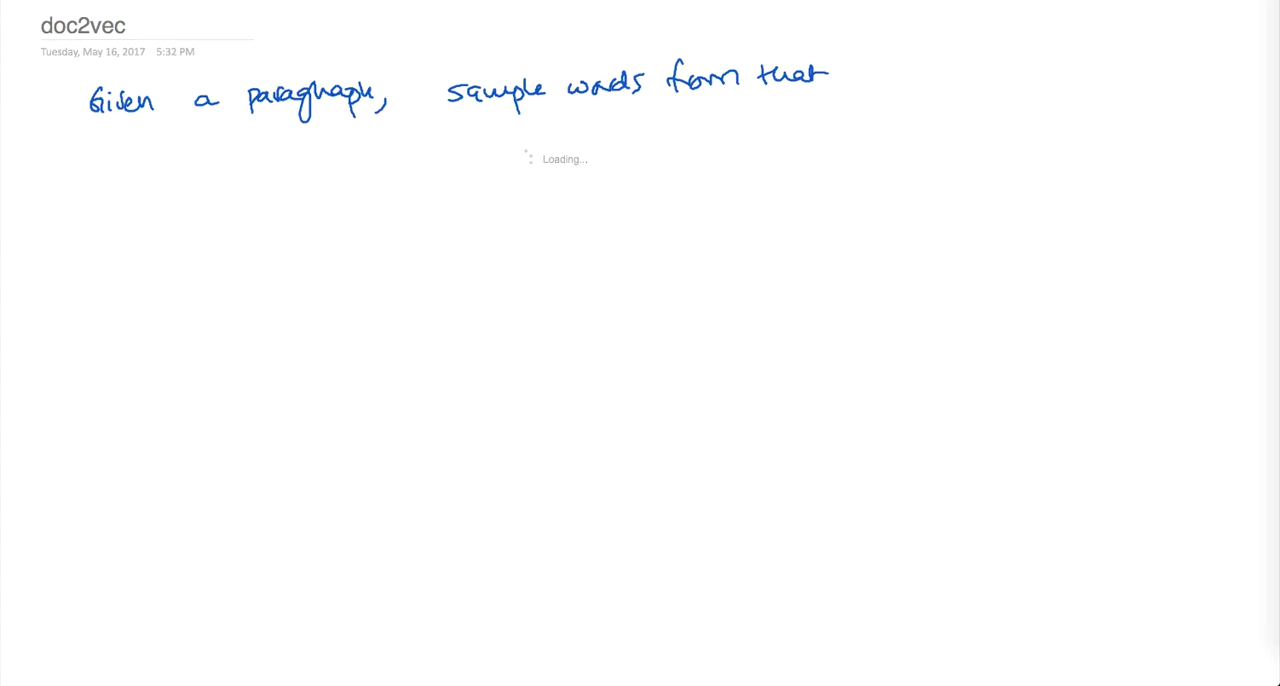 doc2vec
Tuesday, May 16, 2017 5:32 PM
Given a paragraph, sample words from that
Loading...